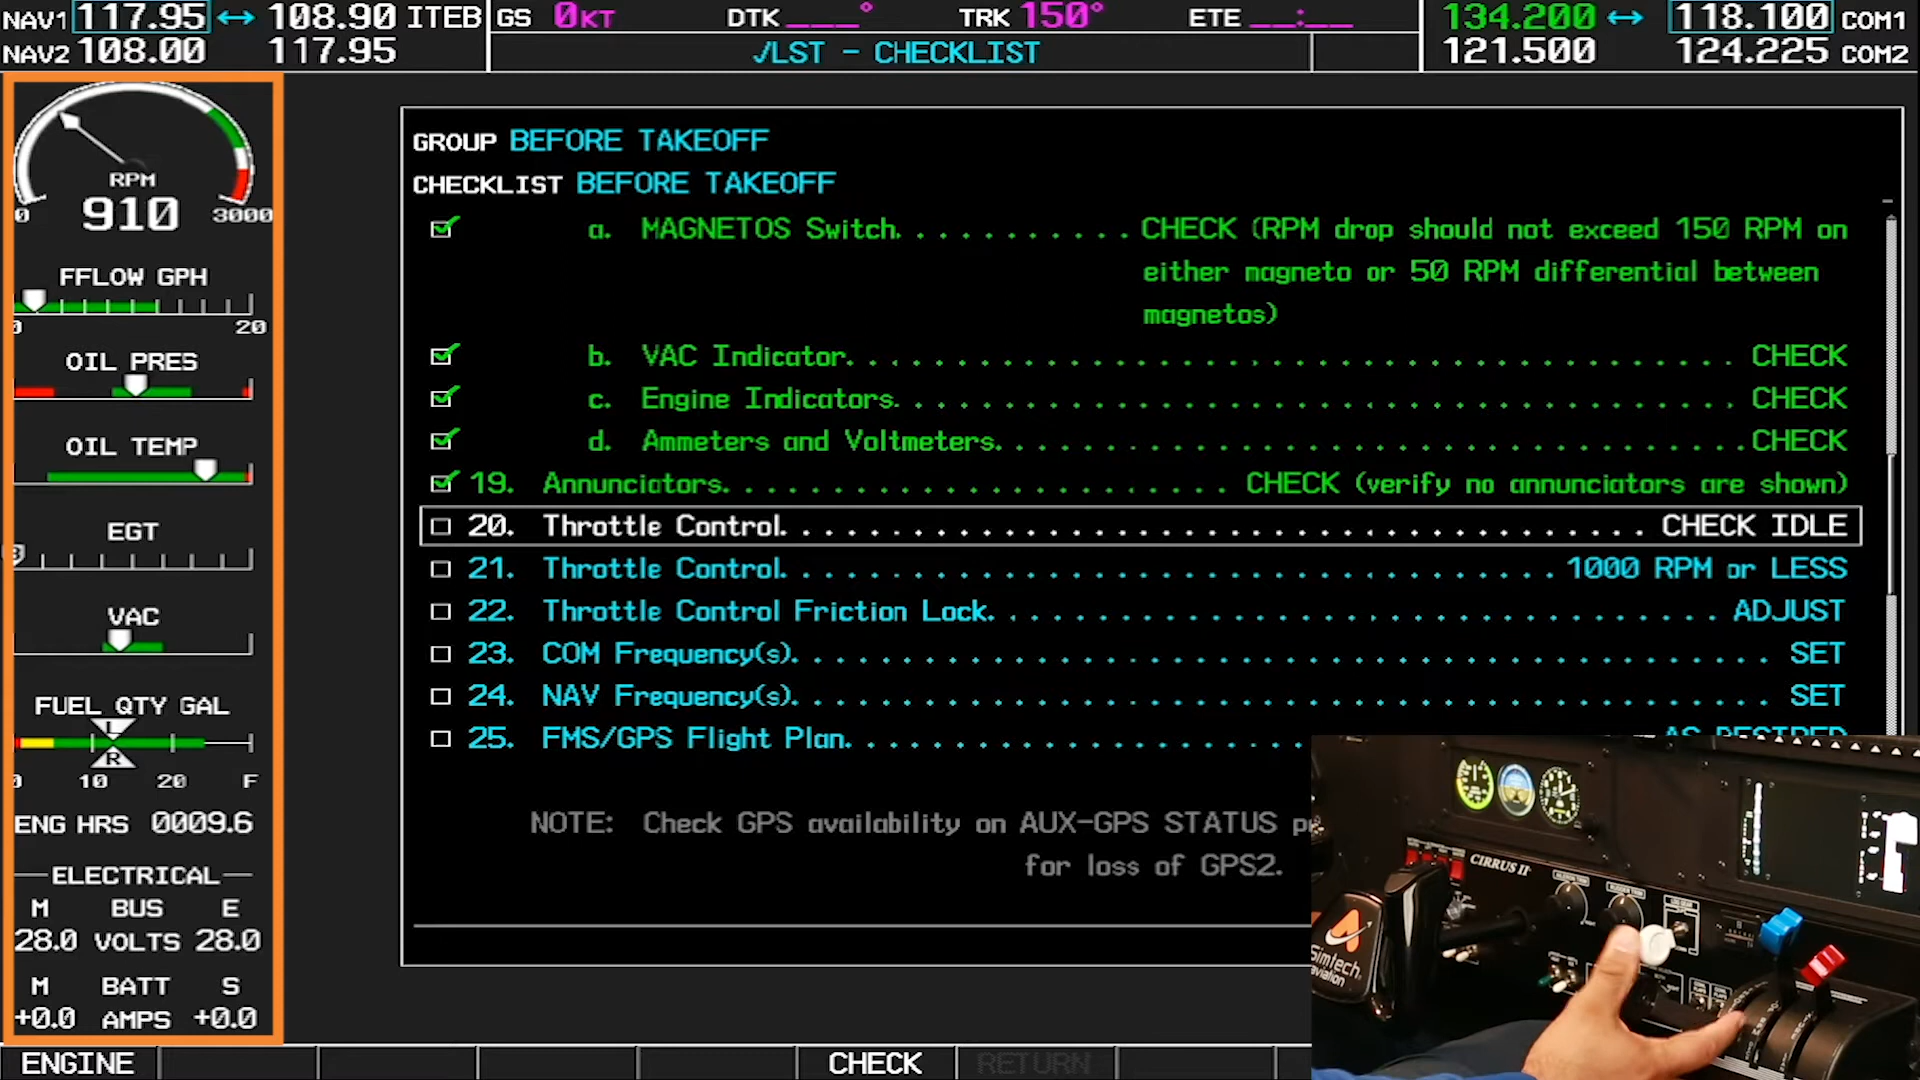 NAV1 117.95 ↔ 108.90 ITEB
GS 0KT DTK ___° TRK 150° ETE __:__
134.200 ↔ 118.100 COM1
NAV2 108.00 117.95
√LST - CHECKLIST
121.500 124.225 COM2
RPM
910
0 3000
FFLOW GPH
0 20
OIL PRES
OIL TEMP
EGT
VAC
FUEL QTY GAL
L
R
0 10 20 F
ENG HRS 0009.6
ELECTRICAL
M BUS E
28.0 VOLTS 28.0
M BATT S
+0.0 AMPS +0.0
GROUP BEFORE TAKEOFF
CHECKLIST BEFORE TAKEOFF
a. MAGNETOS Switch. . . . . . . . . . . CHECK (RPM drop should not exceed 150 RPM on
either magneto or 50 RPM differential between
magnetos)
b. VAC Indicator. . . . . . . . . . . . . . . . . . . . . . . . . . . . . . . . . . . . . . . CHECK
c. Engine Indicators. . . . . . . . . . . . . . . . . . . . . . . . . . . . . . . . . . . . . CHECK
d. Ammeters and Voltmeters. . . . . . . . . . . . . . . . . . . . . . . . . . . . . . . . CHECK
19. Annunciators. . . . . . . . . . . . . . . . . . . . . . . CHECK (verify no annunciators are shown)
20. Throttle Control. . . . . . . . . . . . . . . . . . . . . . . . . . . . . . . . . . . . . CHECK IDLE
21. Throttle Control. . . . . . . . . . . . . . . . . . . . . . . . . . . . . . . . . 1000 RPM or LESS
22. Throttle Control Friction Lock. . . . . . . . . . . . . . . . . . . . . . . . . . . . . . ADJUST
23. COM Frequency(s). . . . . . . . . . . . . . . . . . . . . . . . . . . . . . . . . . . . . . . . . SET
24. NAV Frequency(s). . . . . . . . . . . . . . . . . . . . . . . . . . . . . . . . . . . . . . . . . SET
25. FMS/GPS Flight Plan. . . . . . . . . . . . . . . . . . . AS DESIRED
NOTE: Check GPS availability on AUX-GPS STATUS
for loss of GPS2.
CIRRUS II
Simtech
aviation
ENGINE CHECK RETURN